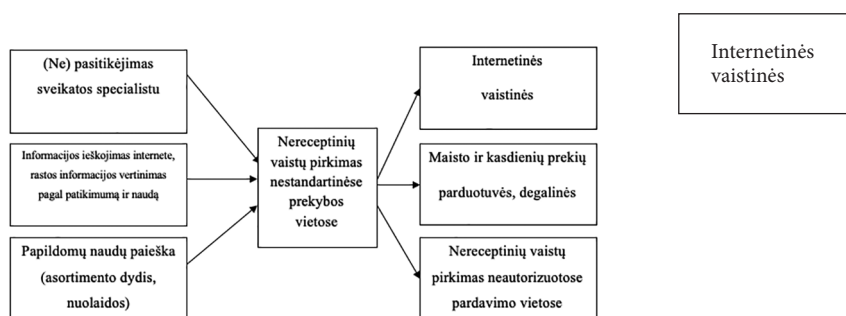 (Ne) pasitikėjimas
sveikatos specialistu
Informacijos ieškojimas internete,
rastos informacijos vertinimas
pagal patikimumą ir naudą
Papildomų naudų paieška
(asortimento dydis,
nuolaidos)
Nereceptinių
vaistų pirkimas
nestandartinėse
prekybos
vietose
Internetinės
vaistinės
Maisto ir kasdienių prekių
parduotuvės, degalinės
Nereceptinių vaistų
pirkimas neautorizuotose
pardavimo vietose
Internetinės
vaistinės